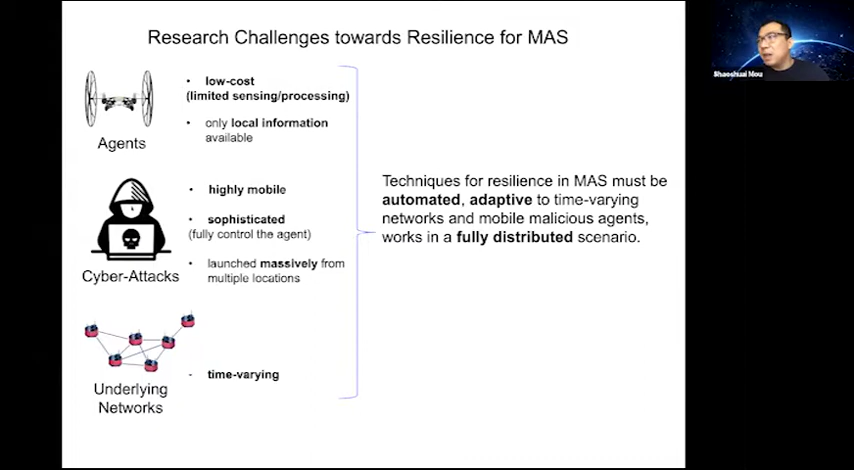 Research Challenges towards Resilience for MAS
Shaoshuai Mou
• low-cost
(limited sensing/processing)
• only local information
available
Agents
• highly mobile
• sophisticated
(fully control the agent)
• launched massively from
multiple locations
Cyber-Attacks
- time-varying
Underlying
Networks
Techniques for resilience in MAS must be
automated, adaptive to time-varying
networks and mobile malicious agents,
works in a fully distributed scenario.